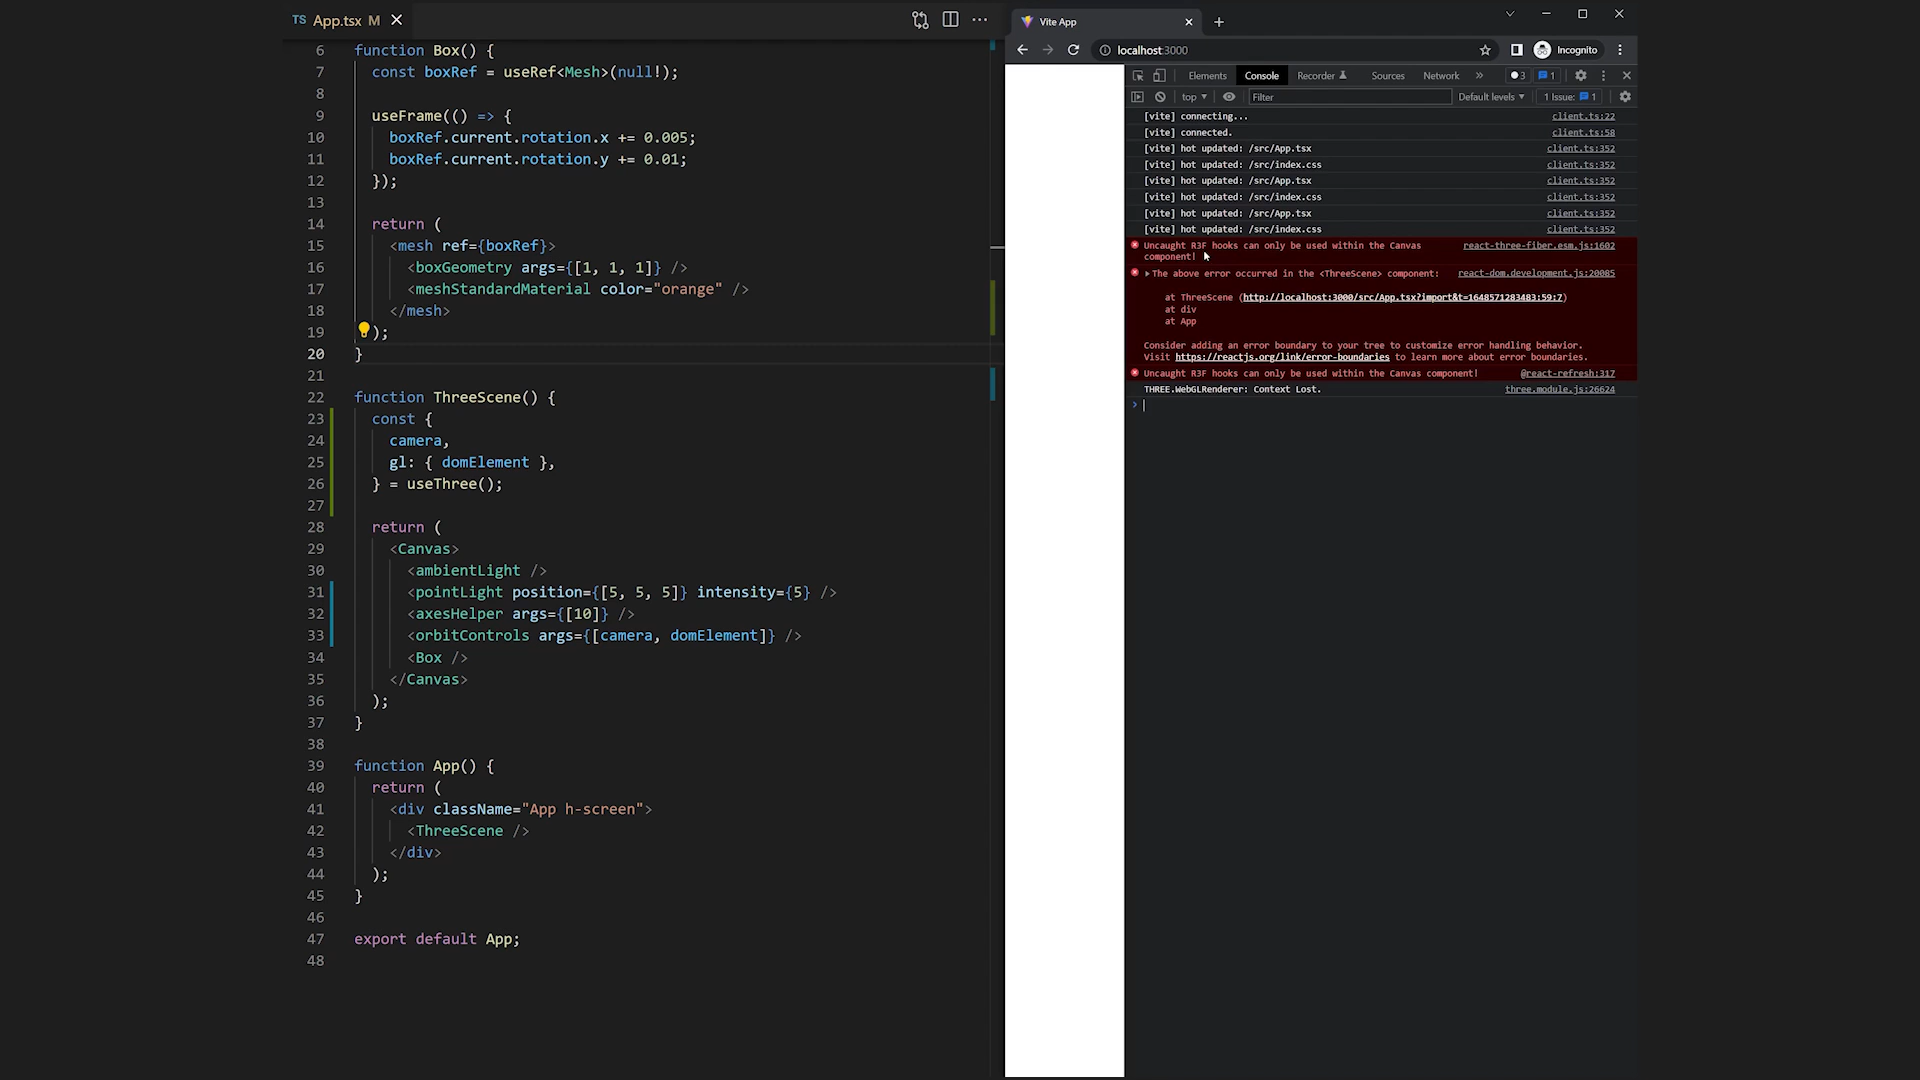 TS App.tsx M
6 function Box() {
7 const boxRef = useRef<Mesh>(null!);
8
9 useFrame(() => {
10 boxRef.current.rotation.x += 0.005;
11 boxRef.current.rotation.y += 0.01;
12 });
13
14 return (
15 <mesh ref={boxRef}>
16 <boxGeometry args={[1, 1, 1]} />
17 <meshStandardMaterial color="orange" />
18 </mesh>
19 );
20 }
21
22 function ThreeScene() {
23 const {
24 camera,
25 gl: { domElement },
26 } = useThree();
27
28 return (
29 <Canvas>
30 <ambientLight />
31 <pointLight position={[5, 5, 5]} intensity={5} />
32 <axesHelper args={[10]} />
33 <orbitControls args={[camera, domElement]} />
34 <Box />
35 </Canvas>
36 );
37 }
38
39 function App() {
40 return (
41 <div className="App h-screen">
42 <ThreeScene />
43 </div>
44 );
45 }
46
47 export default App;
48
Vite App
localhost:3000 Incognito
Elements Console Recorder Sources Network » 3 1
top Filter Default levels 1 Issue: 1
[vite] connecting... client.ts:22
[vite] connected. client.ts:58
[vite] hot updated: /src/App.tsx client.ts:352
[vite] hot updated: /src/index.css client.ts:352
[vite] hot updated: /src/App.tsx client.ts:352
[vite] hot updated: /src/index.css client.ts:352
[vite] hot updated: /src/App.tsx client.ts:352
[vite] hot updated: /src/index.css client.ts:352
Uncaught R3F hooks can only be used within the Canvas react-three-fiber.esm.js:1602
component!
The above error occurred in the <ThreeScene> component: react-dom.development.js:20085
at ThreeScene (http://localhost:3000/src/App.tsx?import&t=1648571283483:59:7)
at div
at App
Consider adding an error boundary to your tree to customize error handling behavior.
Visit https://reactjs.org/link/error-boundaries to learn more about error boundaries.
Uncaught R3F hooks can only be used within the Canvas component! @react-refresh:317
THREE.WebGLRenderer: Context Lost. three.module.js:26624